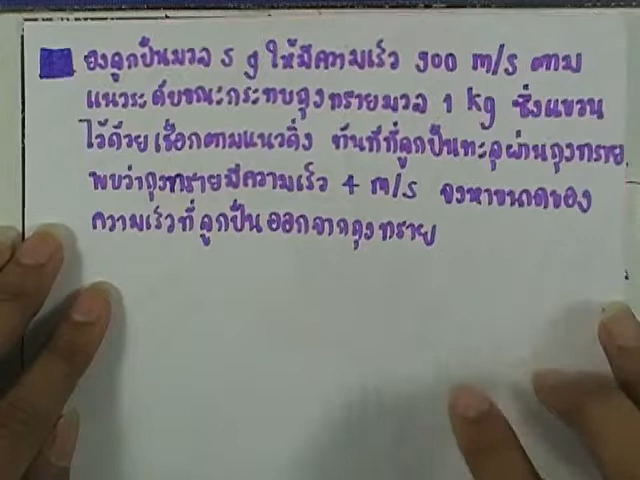 ยิงลูกปืนมวล 5 g ให้มีความเร็ว 900 m/s ตาม
แนวระดับขณะกระทบถุงทรายมวล 1 kg ซึ่งแขวน
ไว้ด้วยเชือกตามแนวดิ่ง ทันทีที่ลูกปืนทะลุผ่านถุงทราย
พบว่าถุงทรายมีความเร็ว 4 m/s จงหาขนาดของ
ความเร็วที่ลูกปืนออกจากถุงทราย